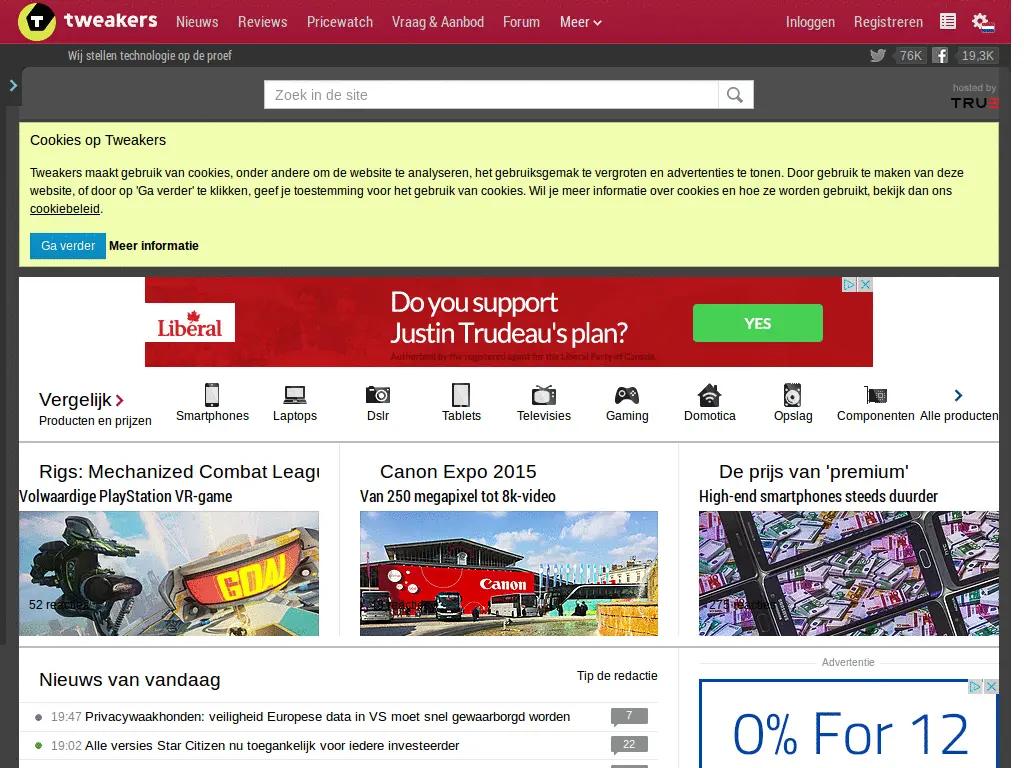 tweakers Nieuws Reviews Pricewatch Vraag & Aanbod Forum Meer Inloggen Registreren
Wij stellen technologie op de proef 76K 19,3K
Zoek in de site
hosted by
TRUE
Cookies op Tweakers
Tweakers maakt gebruik van cookies, onder andere om de website te analyseren, het gebruiksgemak te vergroten en advertenties te tonen. Door gebruik te maken van deze
website, of door op 'Ga verder' te klikken, geef je toestemming voor het gebruik van cookies. Wil je meer informatie over cookies en hoe ze worden gebruikt, bekijk dan ons
cookiebeleid.
Ga verder Meer informatie
Liberal
Do you support
Justin Trudeau's plan?
YES
Authorized by the registered agent for the Liberal Party of Canada.
Vergelijk
Producten en prijzen
Smartphones Laptops Dslr Tablets Televisies Gaming Domotica Opslag Componenten Alle producten
Rigs: Mechanized Combat Leagu
Volwaardige PlayStation VR-game
GOAL
52 reacties
Canon Expo 2015
Van 250 megapixel tot 8k-video
Canon
reacties
De prijs van 'premium'
High-end smartphones steeds duurder
275 reacties
Nieuws van vandaag Tip de redactie
19:47 Privacywaakhonden: veiligheid Europese data in VS moet snel gewaarborgd worden 7
19:02 Alle versies Star Citizen nu toegankelijk voor iedere investeerder 22
Advertentie
0% For 12